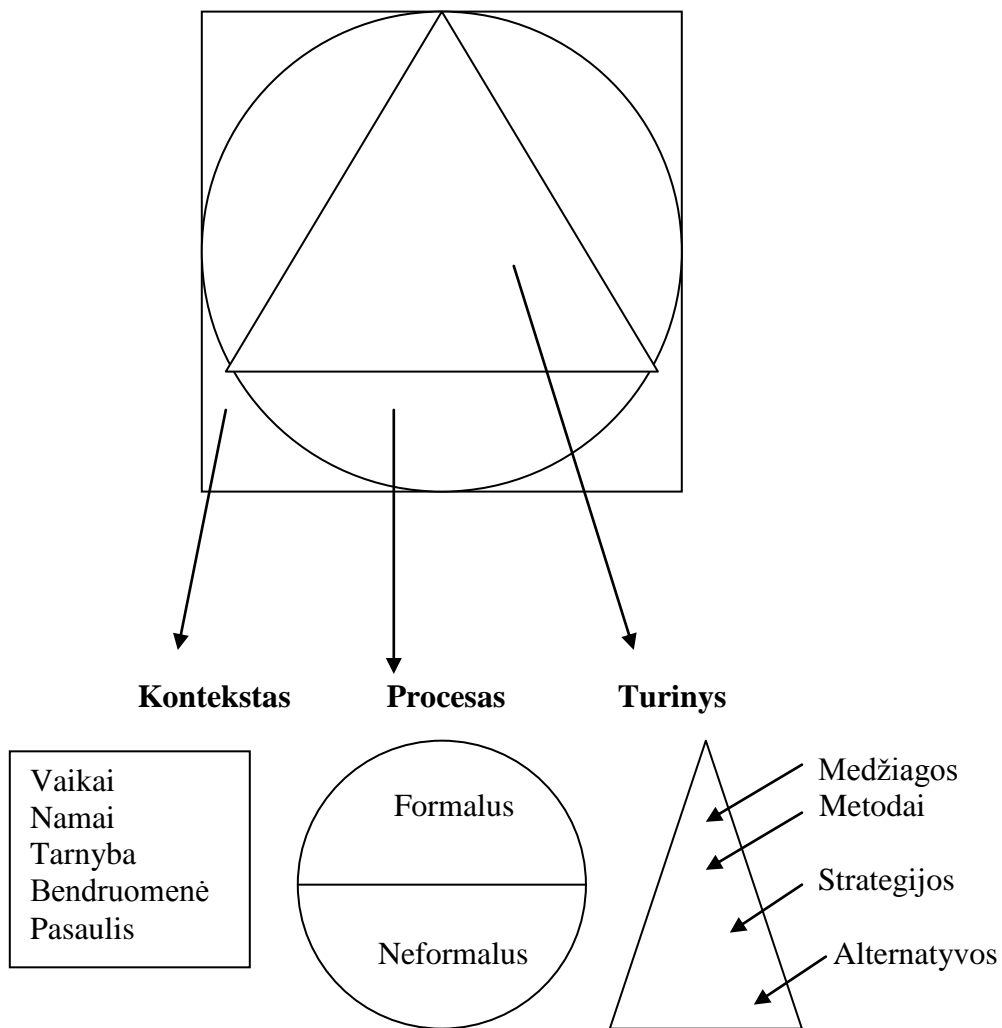 Kontekstas Procesas Turinys
Vaikai
Namai
Tarnyba
Bendruomenė
Pasaulis
Formalus
Neformalus
Medžiagos
Metodai
Strategijos
Alternatyvos